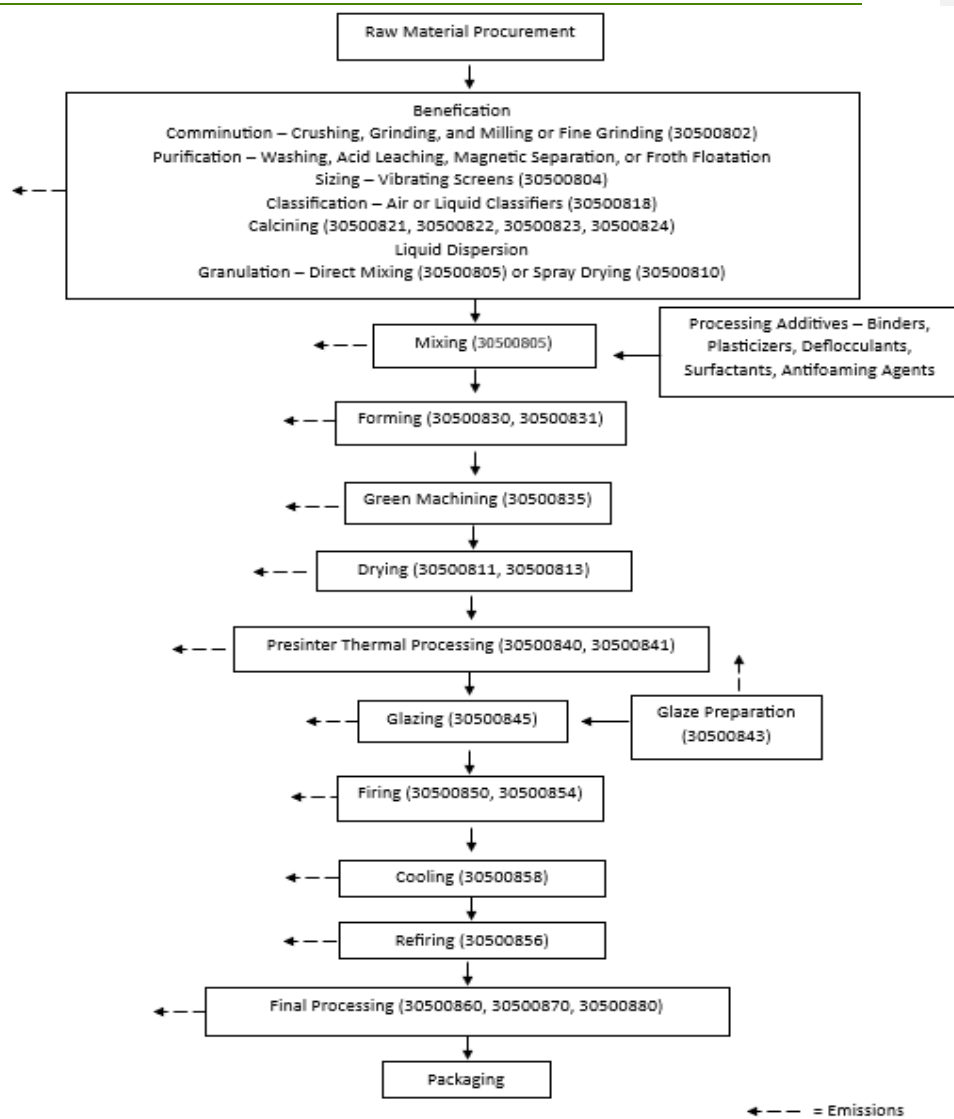 Raw Material Procurement
Benefication
Comminution – Crushing, Grinding, and Milling or Fine Grinding (30500802)
Purification – Washing, Acid Leaching, Magnetic Separation, or Froth Floatation
Sizing – Vibrating Screens (30500804)
Classification – Air or Liquid Classifiers (30500818)
Calcining (30500821, 30500822, 30500823, 30500824)
Liquid Dispersion
Granulation – Direct Mixing (30500805) or Spray Drying (30500810)
Mixing (30500805)
Processing Additives – Binders,
Plasticizers, Deflocculants,
Surfactants, Antifoaming Agents
Forming (30500830, 30500831)
Green Machining (30500835)
Drying (30500811, 30500813)
Presinter Thermal Processing (30500840, 30500841)
Glazing (30500845)
Glaze Preparation
(30500843)
Firing (30500850, 30500854)
Cooling (30500858)
Refiring (30500856)
Final Processing (30500860, 30500870, 30500880)
Packaging
= Emissions